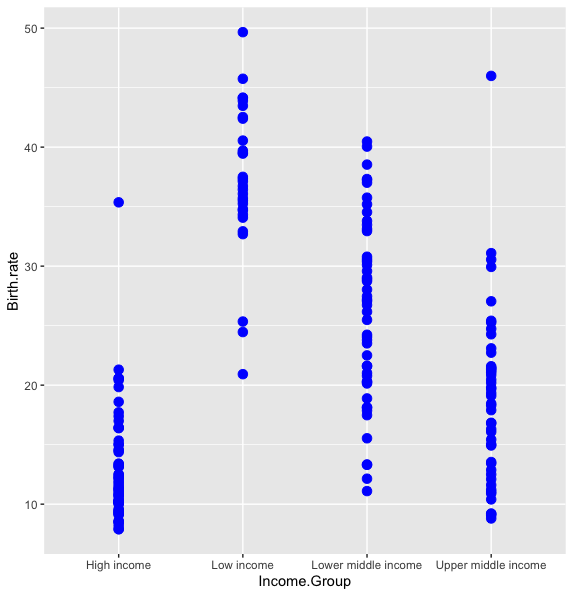 50
40
30
20
10
Birth.rate
High income
Low income
Lower middle income
Upper middle income
Income.Group